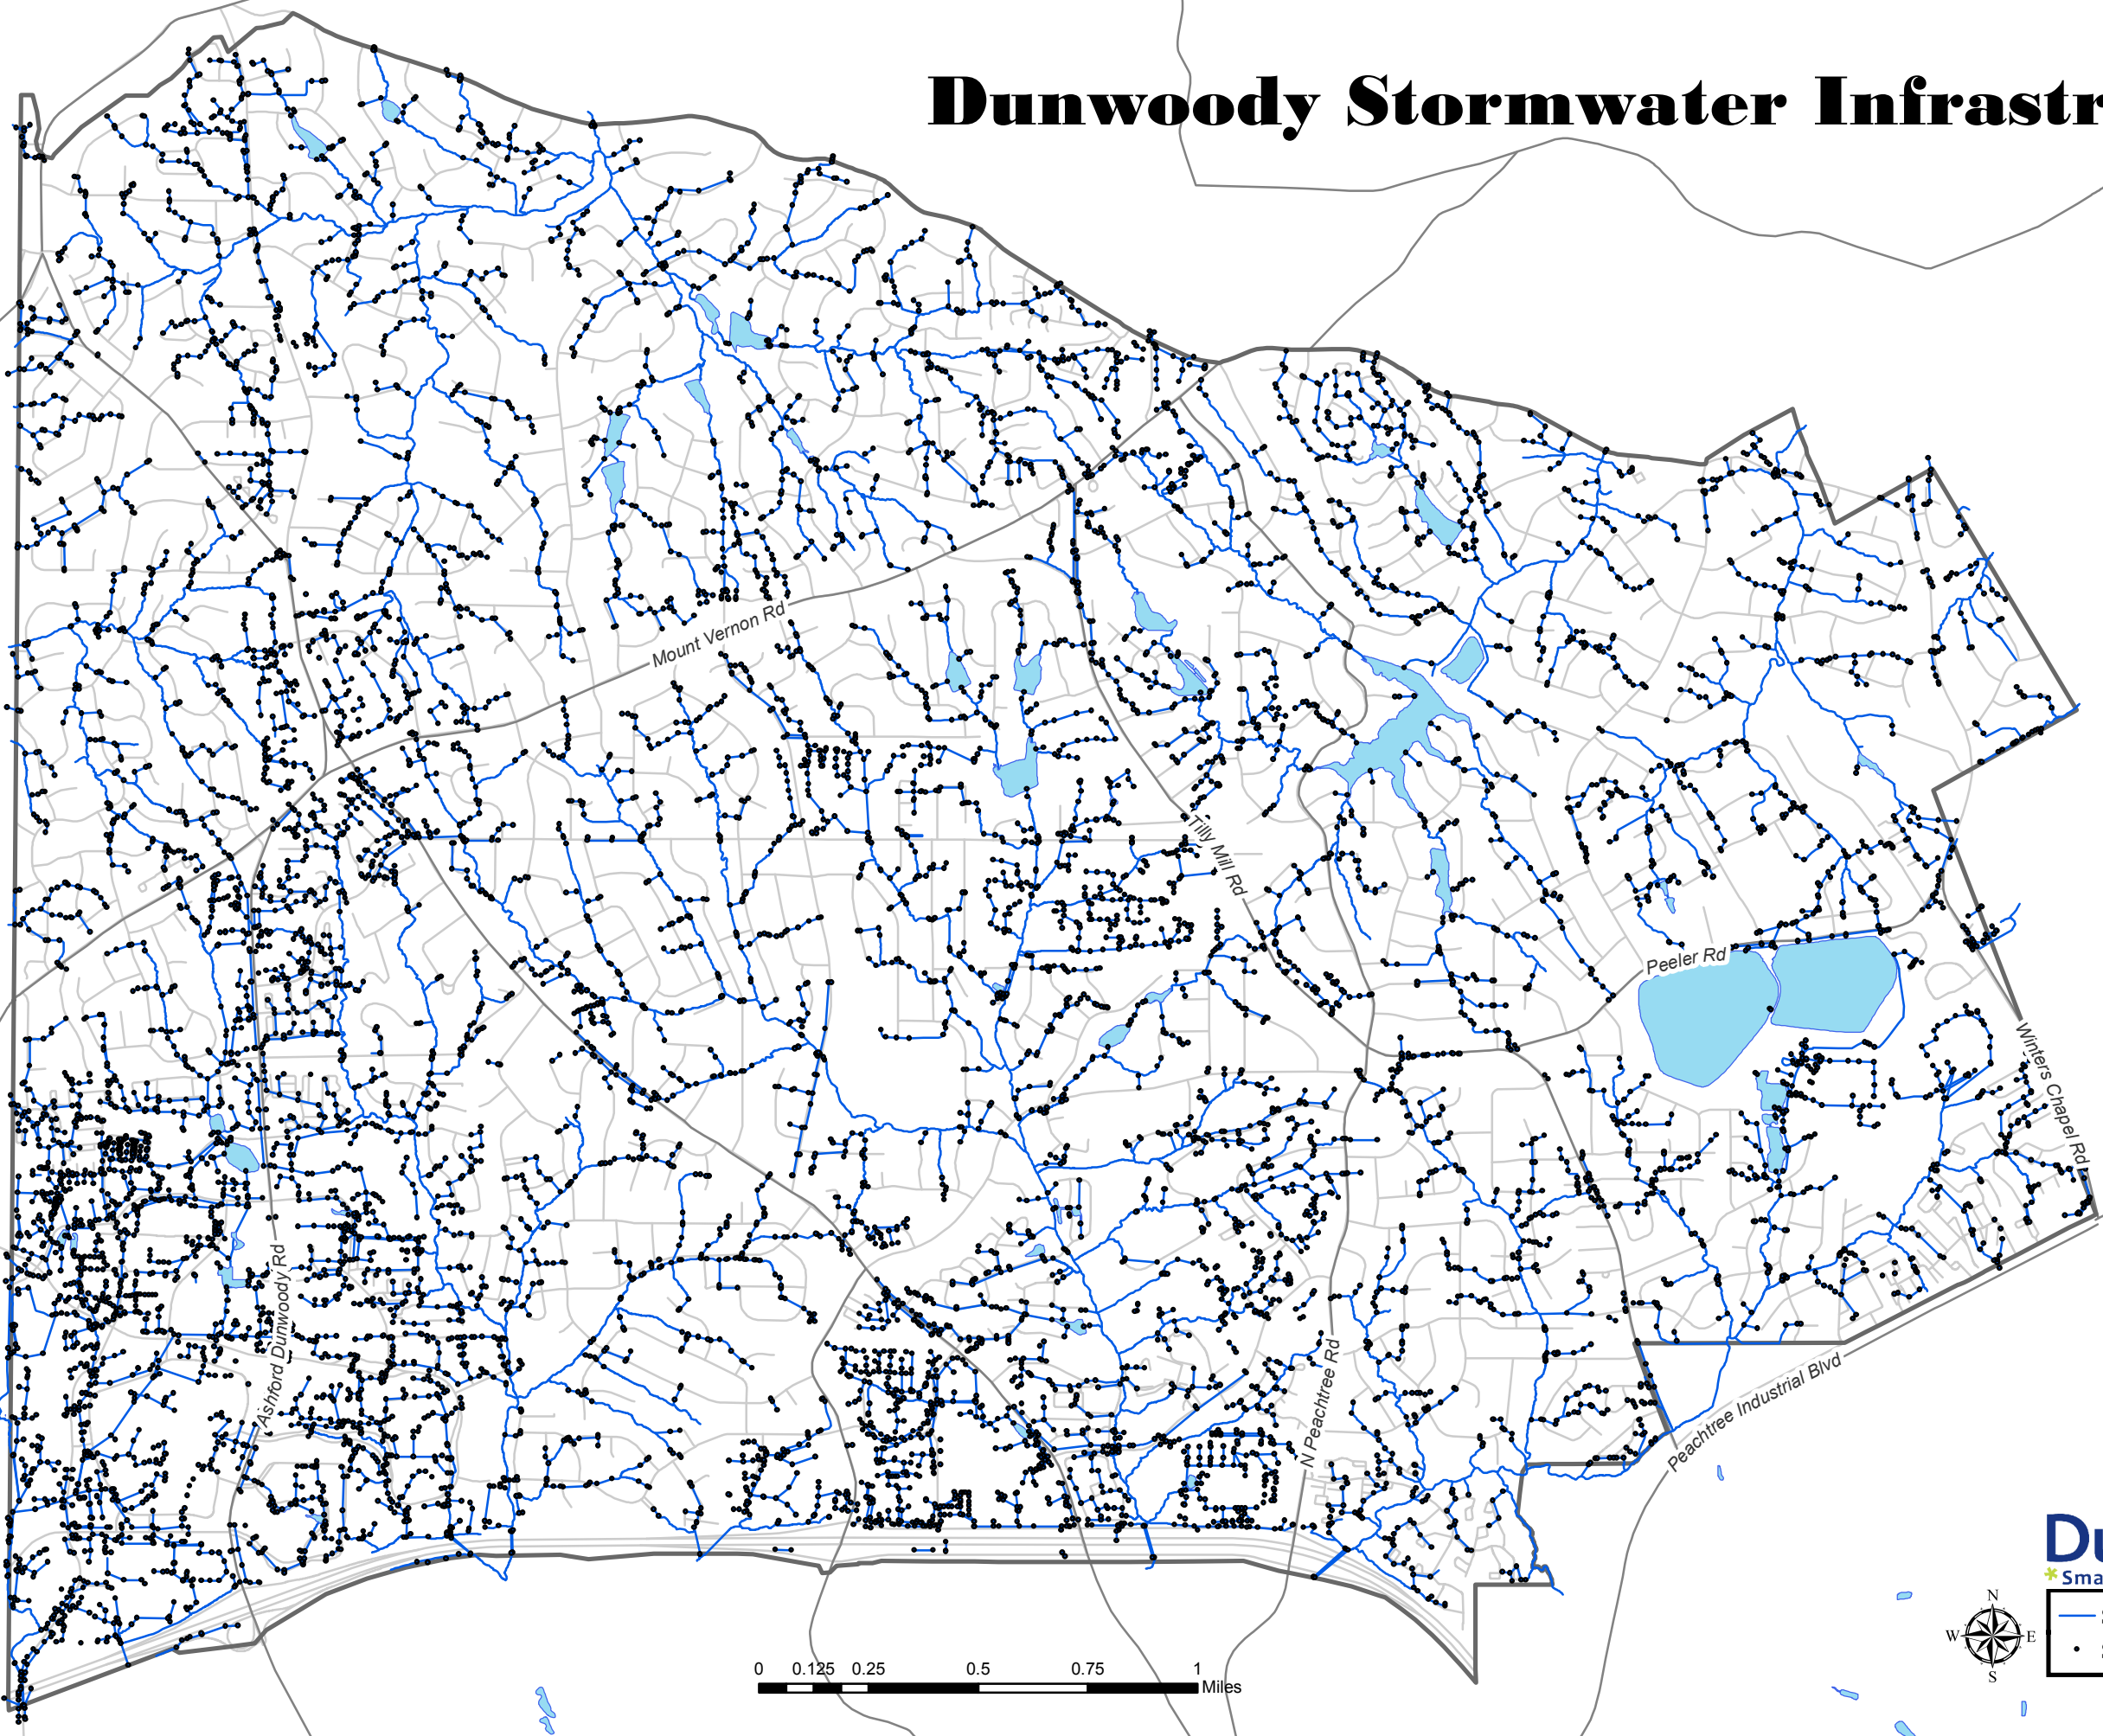 Dunwoody Stormwater Infrastr
Mount Vernon Rd
Tilly Mill Rd
Peeler Rd
Winters Chapel Rd
Ashford Dunwoody Rd
N Peachtree Rd
Peachtree Industrial Blvd
Du
* Sma
N
W E
S
0 0.125 0.25 0.5 0.75 1
Miles